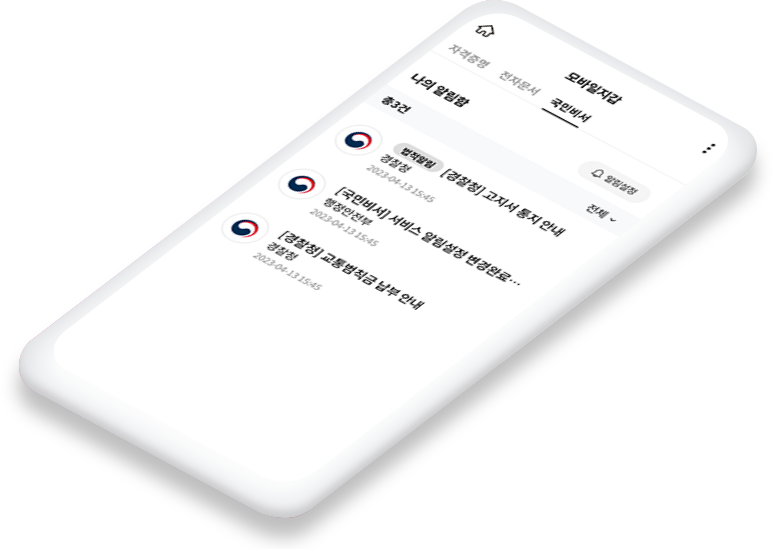 모바일지갑
자격증명 전자문서 국민비서
나의 알림함
알림설정
총3건
전체
법적알림 [경찰청] 고지서 통지 안내
경찰청
2023-04-13 15:45
[국민비서] 서비스 알림설정 변경완료…
행정안전부
2023-04-13 15:45
[경찰청] 교통범칙금 납부 안내
경찰청
2023-04-13 15:45